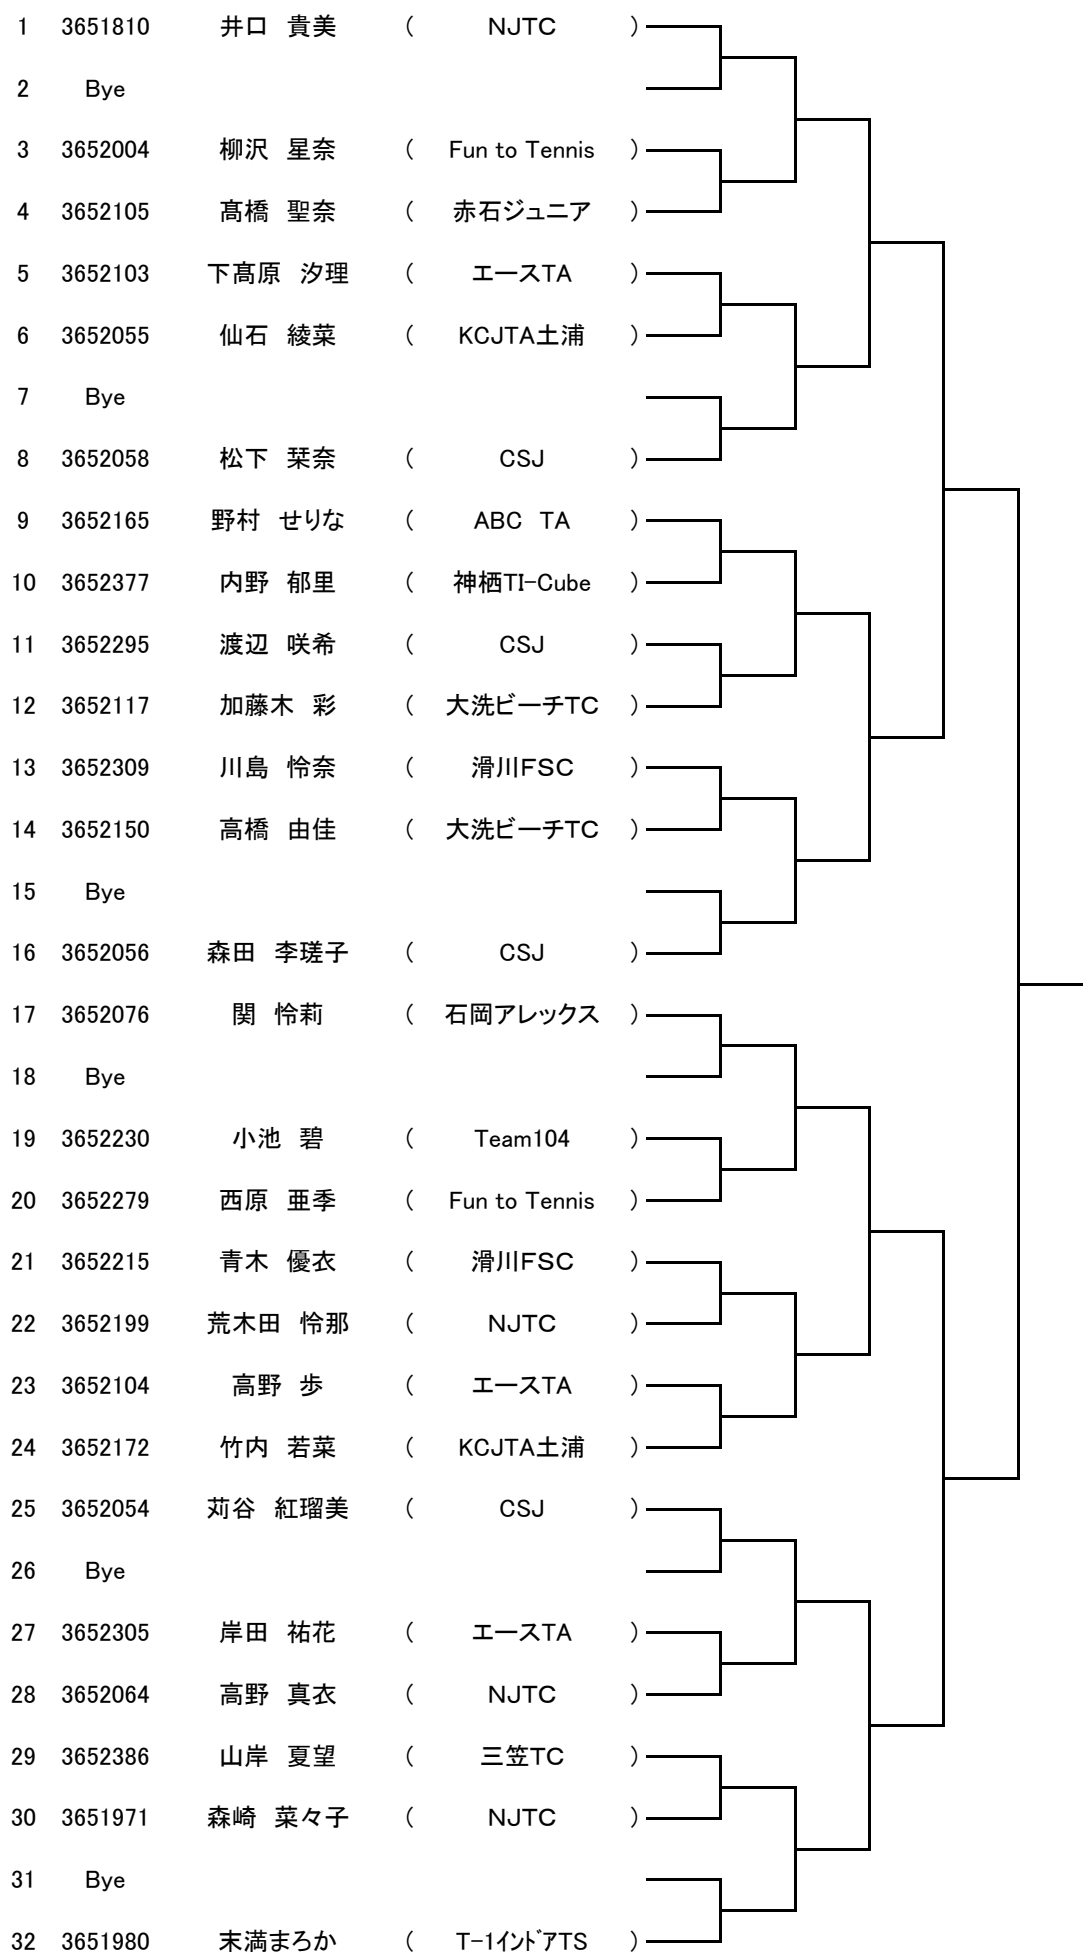 1 3651810 井口 貴美 ( NJTC )
2 Bye
3 3652004 柳沢 星奈 ( Fun to Tennis )
4 3652105 髙橋 聖奈 ( 赤石ジュニア )
5 3652103 下髙原 汐理 ( エースTA )
6 3652055 仙石 綾菜 ( KCJTA土浦 )
7 Bye
8 3652058 松下 栞奈 ( CSJ )
9 3652165 野村 せりな ( ABC TA )
10 3652377 内野 郁里 ( 神栖TI-Cube )
11 3652295 渡辺 咲希 ( CSJ )
12 3652117 加藤木 彩 ( 大洗ビーチTC )
13 3652309 川島 怜奈 ( 滑川FSC )
14 3652150 高橋 由佳 ( 大洗ビーチTC )
15 Bye
16 3652056 森田 李瑳子 ( CSJ )
17 3652076 関 怜莉 ( 石岡アレックス )
18 Bye
19 3652230 小池 碧 ( Team104 )
20 3652279 西原 亜季 ( Fun to Tennis )
21 3652215 青木 優衣 ( 滑川FSC )
22 3652199 荒木田 怜那 ( NJTC )
23 3652104 高野 歩 ( エースTA )
24 3652172 竹内 若菜 ( KCJTA土浦 )
25 3652054 苅谷 紅瑠美 ( CSJ )
26 Bye
27 3652305 岸田 祐花 ( エースTA )
28 3652064 高野 真衣 ( NJTC )
29 3652386 山岸 夏望 ( 三笠TC )
30 3651971 森崎 菜々子 ( NJTC )
31 Bye
32 3651980 末満まろか ( T-1インドアTS )